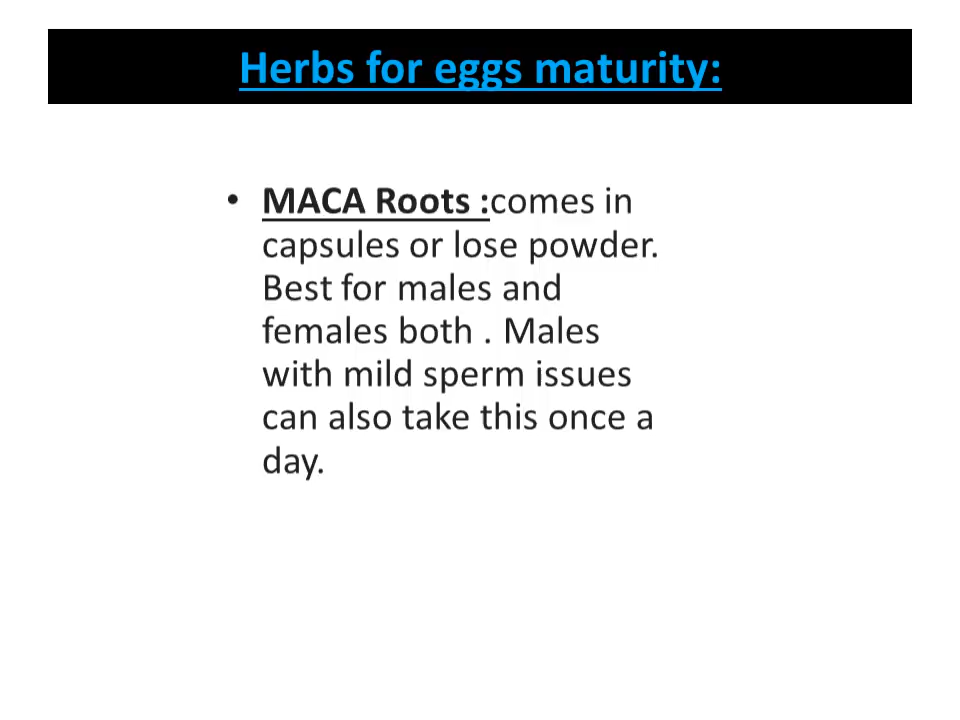 Herbs for eggs maturity:
• MACA Roots :comes in
capsules or lose powder.
Best for males and
females both . Males
with mild sperm issues
can also take this once a
day.